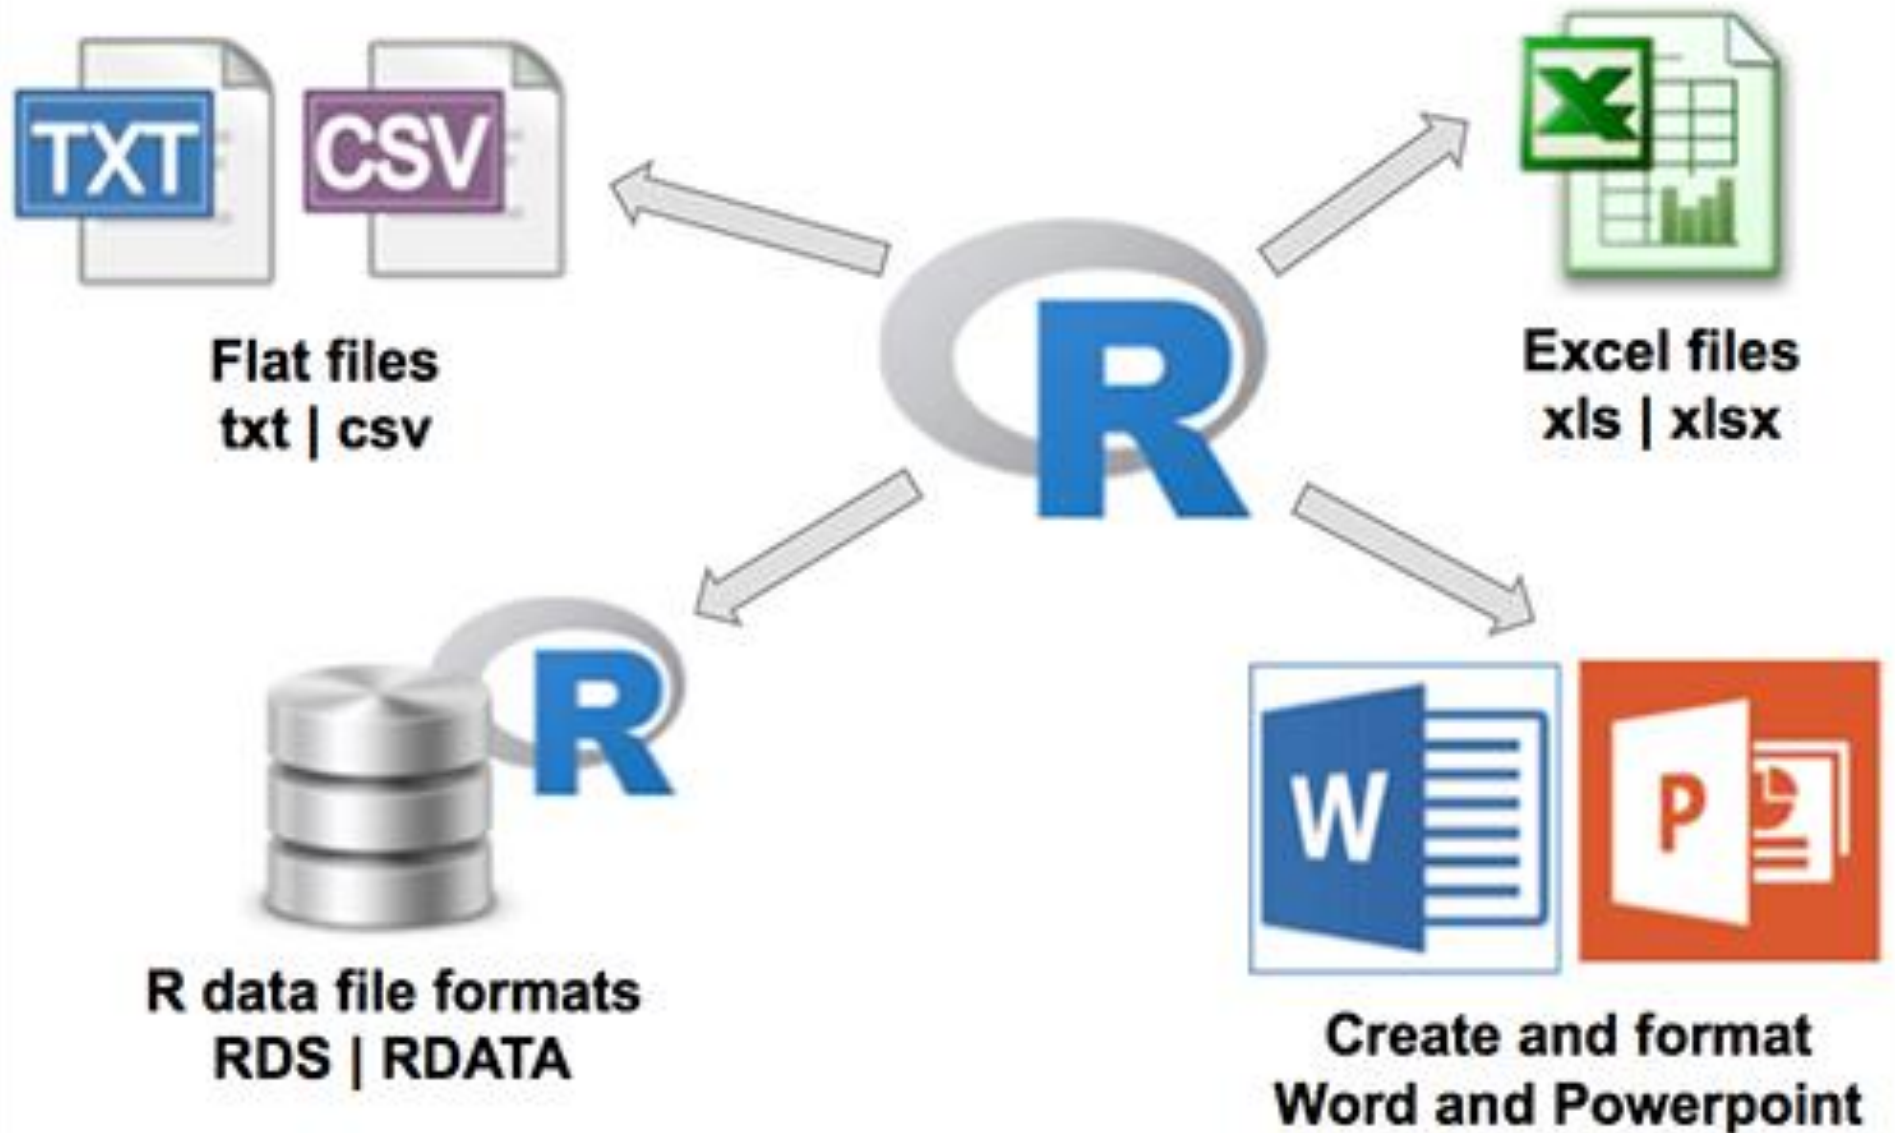 TXT
CSV
Flat files
txt | csv
Excel files
xls | xlsx
R
R
R data file formats
RDS | RDATA
W
P
Create and format
Word and Powerpoint